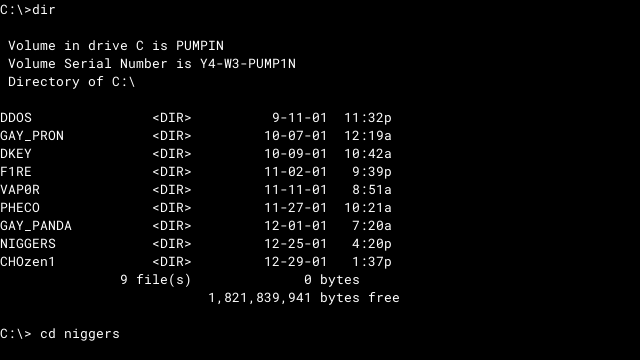 C:\>dir
Volume in drive C is PUMPIN
Volume Serial Number is Y4-W3-PUMP1N
Directory of C:\
DDOS <DIR> 9-11-01 11:32p
GAY_PRON <DIR> 10-07-01 12:19a
DKEY <DIR> 10-09-01 10:42a
F1RE <DIR> 11-02-01 9:39p
VAP0R <DIR> 11-11-01 8:51a
PHECO <DIR> 11-27-01 10:21a
GAY_PANDA <DIR> 12-01-01 7:20a
NIGGERS <DIR> 12-25-01 4:20p
CHOzen1 <DIR> 12-29-01 1:37p
9 file(s) 0 bytes
1,821,839,941 bytes free
C:\> cd niggers